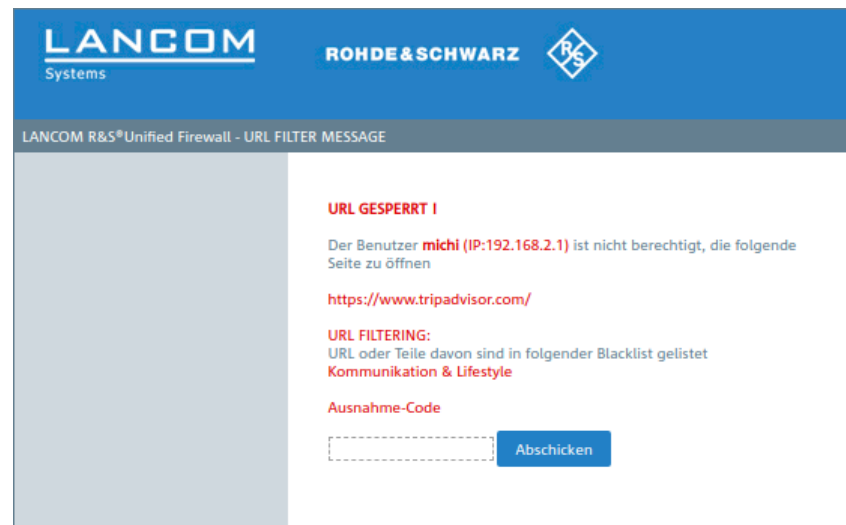 LANCOM
Systems
ROHDE&SCHWARZ
R&S
LANCOM R&S®Unified Firewall - URL FILTER MESSAGE
URL GESPERRT I
Der Benutzer michi (IP:192.168.2.1) ist nicht berechtigt, die folgende
Seite zu öffnen
https://www.tripadvisor.com/
URL FILTERING:
URL oder Teile davon sind in folgender Blacklist gelistet
Kommunikation & Lifestyle
Ausnahme-Code
Abschicken